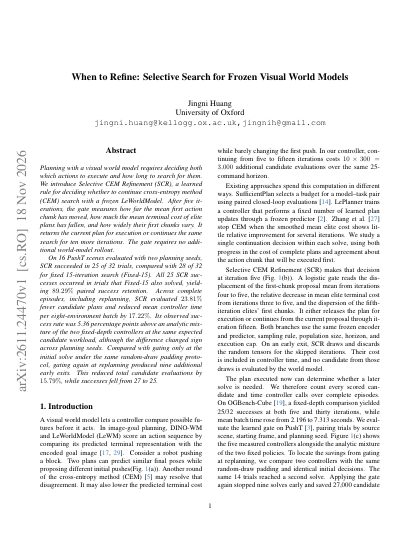 When to Refine: Selective Search for Frozen Visual World Models
Jingni Huang
University of Oxford
jingni.huang@kellogg.ox.ac.uk, jingnih@gmail.com
arXiv:2611.24470v1 [cs.RO] 18 Nov 2026
Abstract
Planning with a visual world model requires deciding both
which actions to execute and how long to search for them.
We introduce Selective CEM Refinement (SCR), a learned
rule for deciding whether to continue cross-entropy method
(CEM) search with a frozen LeWorldModel. After five it-
erations, the gate measures how far the mean first action
chunk has moved, how much the mean terminal cost of elite
plans has fallen, and how widely their first chunks vary. It
returns the current plan for execution or continues the same
search for ten more iterations. The gate requires no addi-
tional world-model rollout.
On 16 PushT scenes evaluated with two planning seeds,
SCR succeeded in 25 of 32 trials, compared with 28 of 32
for fixed 15-iteration search (Fixed-15). All 25 SCR suc-
cesses occurred in trials that Fixed-15 also solved, yield-
ing 89.29% paired success retention. Across complete
episodes, including replanning, SCR evaluated 23.81%
fewer candidate plans and reduced mean controller time
per eight-environment batch by 17.22%. Its observed suc-
cess rate was 5.36 percentage points above an analytic mix-
ture of the two fixed-depth controllers at the same expected
candidate workload, although the difference changed sign
across planning seeds. Compared with gating only at the
initial solve under the same random-draw padding proto-
col, gating again at replanning produced nine additional
early exits. This reduced total candidate evaluations by
15.79%, while successes fell from 27 to 25.
1. Introduction
A visual world model lets a controller compare possible fu-
tures before it acts. In image-goal planning, DINO-WM
and LeWorldModel (LeWM) score an action sequence by
comparing its predicted terminal representation with the
encoded goal image [17, 29]. Consider a robot pushing
a block. Two plans can predict similar final poses while
proposing different initial pushes(Fig. 1(a)). Another round
of the cross-entropy method (CEM) [5] may resolve that
disagreement. It may also lower the predicted terminal cost
while barely changing the first push. In our controller, con-
tinuing from five to fifteen iterations costs 10 × 300 =
3,000 additional candidate evaluations over the same 25-
command horizon.
Existing approaches spend this computation in different
ways. SufficientPlan selects a budget for a model–task pair
using paired closed-loop evaluations [14]. LePlanner trains
a controller that performs a fixed number of learned plan
updates through a frozen predictor [2]. Zhang et al. [27]
stop CEM when the smoothed mean elite cost shows lit-
tle relative improvement for several iterations. We study a
single continuation decision within each solve, using both
progress in the cost of complete plans and agreement about
the action chunk that will be executed first.
Selective CEM Refinement (SCR) makes that decision
at iteration five (Fig. 1(b)). A logistic gate reads the dis-
placement of the first-chunk proposal mean from iterations
four to five, the relative decrease in mean elite terminal cost
from iterations three to five, and the dispersion of the fifth-
iteration elites' first chunks. It either releases the plan for
execution or continues from the current proposal through it-
eration fifteen. Both branches use the same frozen encoder
and predictor, sampling rule, population size, horizon, and
execution cap. On an early exit, SCR draws and discards
the random tensors for the skipped iterations. Their cost
is included in controller time, and no candidate from those
draws is evaluated by the world model.
The plan executed now can determine whether a later
solve is needed. We therefore count every scored can-
didate and time controller calls over complete episodes.
On OGBench-Cube [19], a fixed-depth comparison yielded
25/32 successes at both five and thirty iterations, while
mean batch time rose from 2.196 to 7.313 seconds. We eval-
uate the learned gate on PushT [3], pairing trials by source
scene, starting frame, and planning seed. Figure 1(c) shows
the five measured controllers alongside the analytic mixture
of the two fixed policies. To locate the savings from gating
at replanning, we compare two controllers with the same
random-draw padding and identical initial decisions. The
same 14 trials reached a second solve. Applying the gate
again stopped nine solves early and saved 27,000 candidate
1